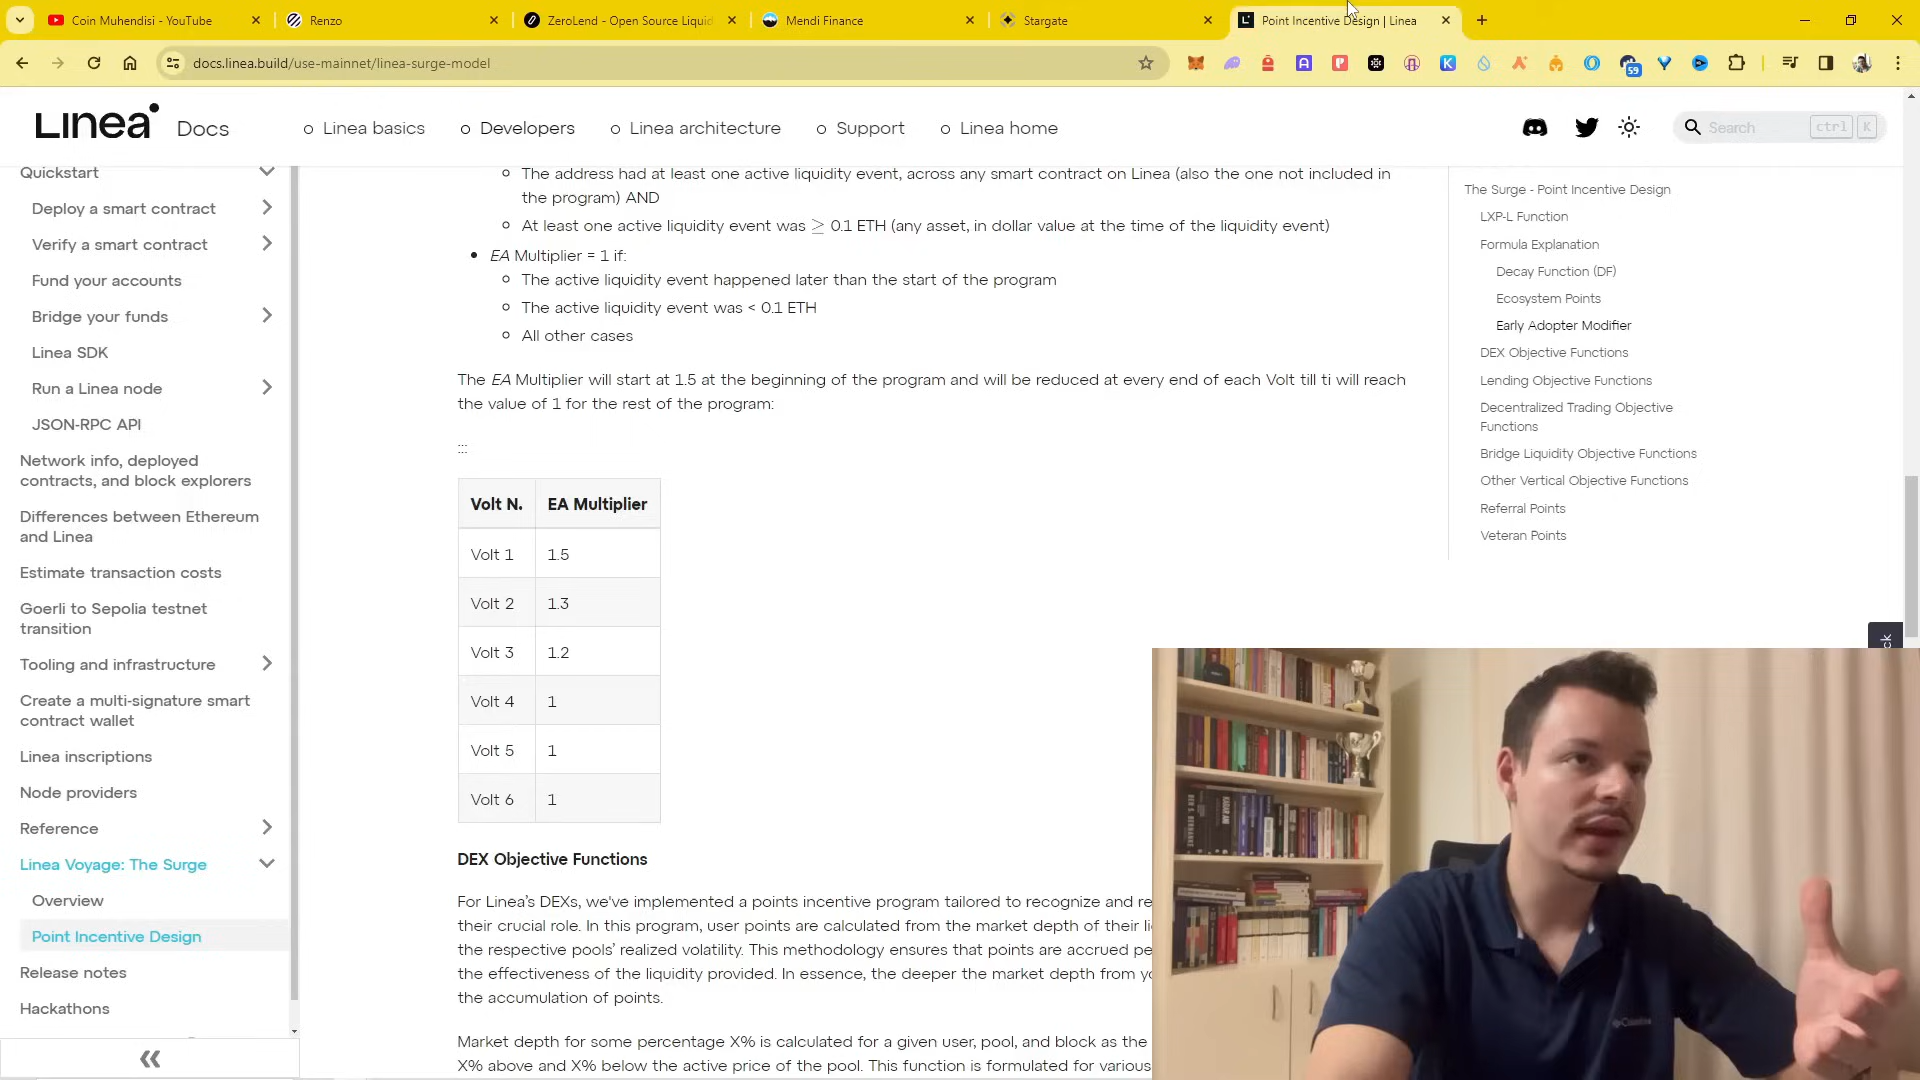 Coin Muhendisi - YouTube
Renzo
ZeroLend - Open Source Liquid
Mendi Finance
Stargate
Point Incentive Design | Linea
docs.linea.build/use-mainnet/linea-surge-model
59
Linea Docs
Linea basics
Developers
Linea architecture
Support
Linea home
Search
ctrl K
Quickstart
Deploy a smart contract
Verify a smart contract
Fund your accounts
Bridge your funds
Linea SDK
Run a Linea node
JSON-RPC API
Network info, deployed
contracts, and block explorers
Differences between Ethereum
and Linea
Estimate transaction costs
Goerli to Sepolia testnet
transition
Tooling and infrastructure
Create a multi-signature smart
contract wallet
Linea inscriptions
Node providers
Reference
Linea Voyage: The Surge
Overview
Point Incentive Design
Release notes
Hackathons
The address had at least one active liquidity event, across any smart contract on Linea (also the one not included in
the program) AND
At least one active liquidity event was ≥ 0.1 ETH (any asset, in dollar value at the time of the liquidity event)
EA Multiplier = 1 if:
The active liquidity event happened later than the start of the program
The active liquidity event was < 0.1 ETH
All other cases
The EA Multiplier will start at 1.5 at the beginning of the program and will be reduced at every end of each Volt till ti will reach
the value of 1 for the rest of the program:
:::
Volt N. EA Multiplier
Volt 1 1.5
Volt 2 1.3
Volt 3 1.2
Volt 4 1
Volt 5 1
Volt 6 1
DEX Objective Functions
For Linea's DEXs, we've implemented a points incentive program tailored to recognize and re
their crucial role. In this program, user points are calculated from the market depth of their li
the respective pools' realized volatility. This methodology ensures that points are accrued pe
the effectiveness of the liquidity provided. In essence, the deeper the market depth from yo
the accumulation of points.
Market depth for some percentage X% is calculated for a given user, pool, and block as the
X% above and X% below the active price of the pool. This function is formulated for various
The Surge - Point Incentive Design
LXP-L Function
Formula Explanation
Decay Function (DF)
Ecosystem Points
Early Adopter Modifier
DEX Objective Functions
Lending Objective Functions
Decentralized Trading Objective
Functions
Bridge Liquidity Objective Functions
Other Vertical Objective Functions
Referral Points
Veteran Points
ck